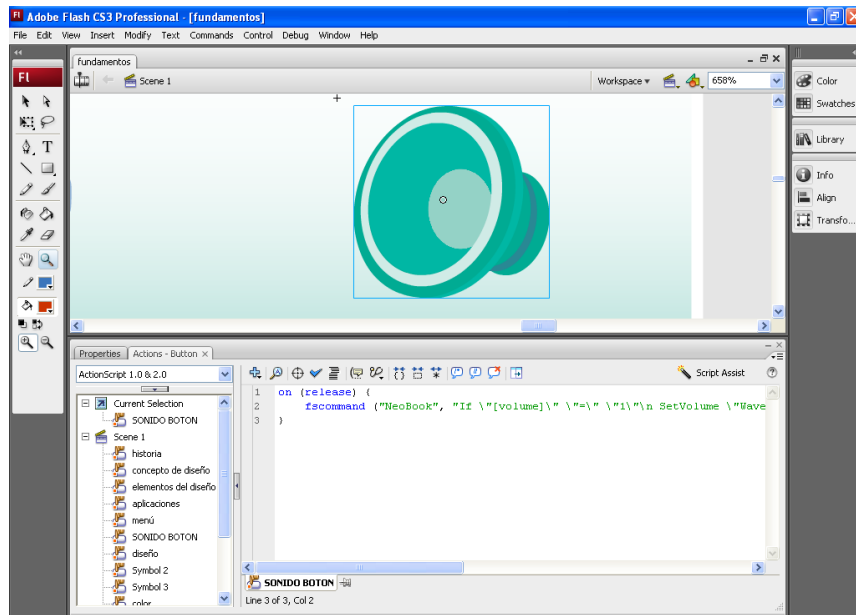 Adobe Flash CS3 Professional - [fundamentos]
File Edit View Insert Modify Text Commands Control Debug Window Help
fundamentos
Scene 1
Workspace
658%
Fl
T
Color
Swatches
Library
Info
Align
Transfo...
Properties
Actions - Button
ActionScript 1.0 & 2.0
Script Assist
Current Selection
SONIDO BOTON
Scene 1
historia
concepto de diseño
elementos del diseño
aplicaciones
menú
SONIDO BOTON
diseño
Symbol 2
Symbol 3
color
1 on (release) {
2 fscommand ("NeoBook", "If \"[volume]\" \"=\" \"1\"\n SetVolume \"Wave
3 }
SONIDO BOTON
Line 3 of 3, Col 2